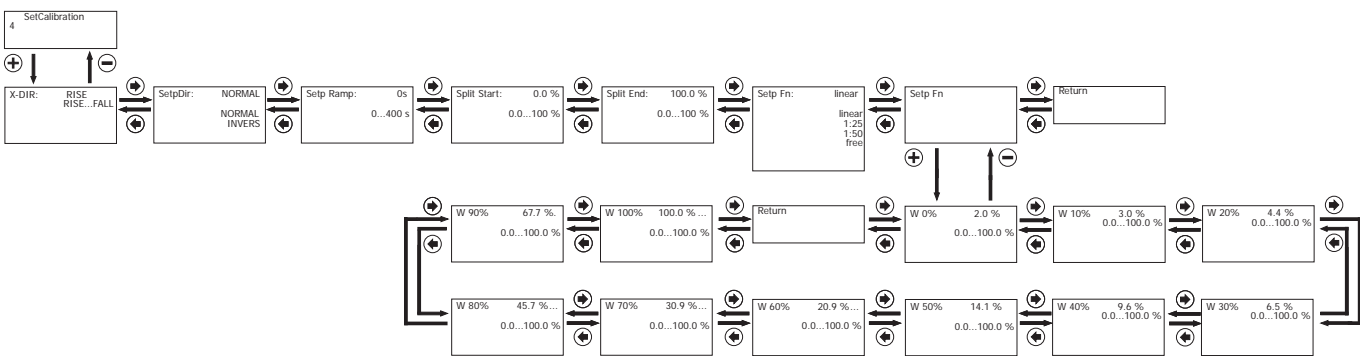 SetCalibration
4
X-DIR: RISE
RISE...FALL
SetpDir: NORMAL
NORMAL
INVERS
Setp Ramp: 0s
0...400 s
Split Start: 0.0 %
0.0...100 %
Split End: 100.0 %
0.0...100 %
Setp Fn: linear
linear
1:25
1:50
free
Setp Fn
Return
W 90% 67.7 %.
0.0...100.0 %
W 100% 100.0 %...
0.0...100.0 %
Return
W 0% 2.0 %
0.0...100.0 %
W 10% 3.0 %
0.0...100.0 %
W 20% 4.4 %
0.0...100.0 %
W 80% 45.7 %...
0.0...100.0 %
W 70% 30.9 %...
0.0...100.0 %
W 60% 20.9 %...
0.0...100.0 %
W 50% 14.1 %
0.0...100.0 %
W 40% 9.6 %
0.0...100.0 %
W 30% 6.5 %
0.0...100.0 %